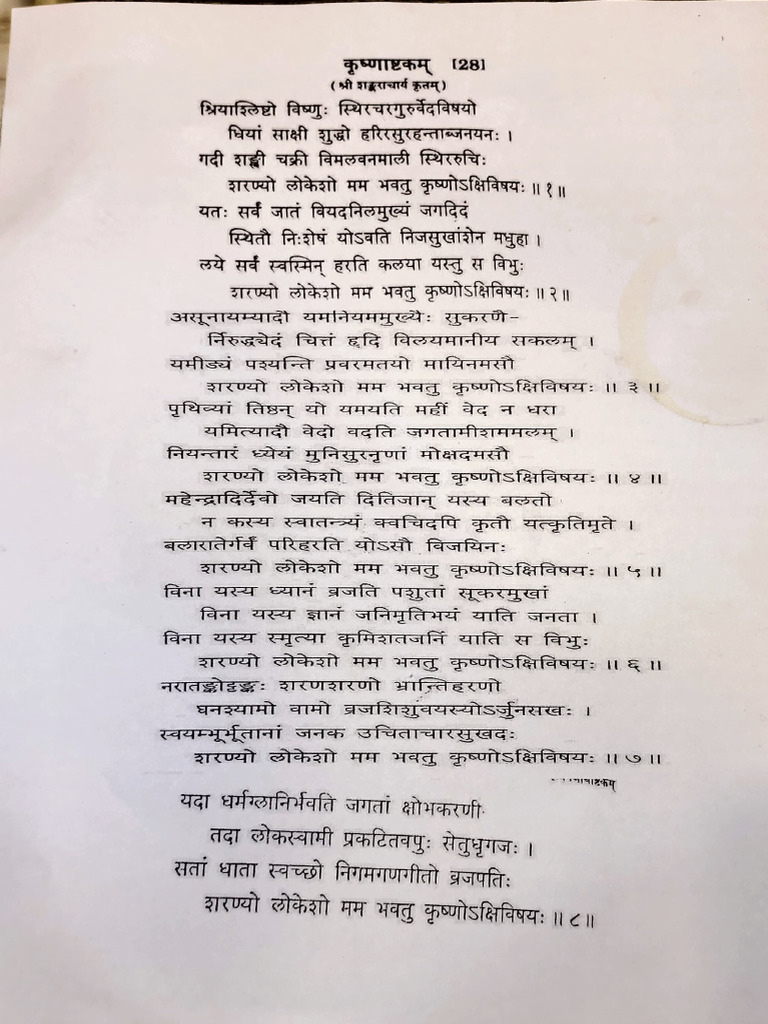 कृष्णाष्टकम् [28]
(श्री शङ्कराचार्य कृतम्)
श्रियाश्लिष्टो विष्णुः स्थिरचरगुरुर्वेदविषयो
धियां साक्षी शुद्धो हरिरसुरहन्ताब्जनयनः ।
गदी शङ्खी चक्री विमलवनमाली स्थिररुचिः
शरण्यो लोकेशो मम भवतु कृष्णोऽक्षिविषयः ॥ १॥
यतः सर्वं जातं वियदनिलमुख्यं जगदिदं
स्थितौ निःशेषं योऽवति निजसुखांशेन मधुहा ।
लये सर्वं स्वस्मिन् हरति कलया यस्तु स विभुः
शरण्यो लोकेशो मम भवतु कृष्णोऽक्षिविषयः ॥ २॥
असूनायम्यादौ यमनियममुख्यैः सुकरणै-
र्निरुद्ध्येदं चित्तं हृदि विलयमानीय सकलम् ।
यमीड्यं पश्यन्ति प्रवरमतयो मायिनमसौ
शरण्यो लोकेशो मम भवतु कृष्णोऽक्षिविषयः ॥ ३ ॥
पृथिव्यां तिष्ठन् यो यमयति महीं वेद न धरा
यमित्यादौ वेदो वदति जगतामीशममलम् ।
नियन्तारं ध्येयं मुनिसुरनृणां मोक्षदमसौ
शरण्यो लोकेशो मम भवतु कृष्णोऽक्षिविषयः ॥ ४ ॥
महेन्द्रादिर्देवो जयति दितिजान् यस्य बलतो
न कस्य स्वातन्त्र्यं क्वचिदपि कृतौ यत्कृतिमृते ।
बलारातेर्गर्वं परिहरति योऽसौ विजयिनः
शरण्यो लोकेशो मम भवतु कृष्णोऽक्षिविषयः ॥ ५ ॥
विना यस्य ध्यानं व्रजति पशुतां सूकरमुखां
विना यस्य ज्ञानं जनिमृतिभयं याति जनता ।
विना यस्य स्मृत्या कृमिशतजनिं याति स विभुः
शरण्यो लोकेशो मम भवतु कृष्णोऽक्षिविषयः ॥ ६ ॥
नरातङ्कोट्टङ्कः शरणशरणो भ्रान्तिहरणो
घनश्यामो वामो व्रजशिशुवयस्योऽर्जुनसखः ।
स्वयम्भूर्भूतानां जनक उचिताचारसुखदः
शरण्यो लोकेशो मम भवतु कृष्णोऽक्षिविषयः ॥ ७ ॥
यदा धर्मग्लानिर्भवति जगतां क्षोभकरणी
तदा लोकस्वामी प्रकटितवपुः सेतुधृगजः ।
सतां धाता स्वच्छो निगमगणगीतो व्रजपतिः
शरण्यो लोकेशो मम भवतु कृष्णोऽक्षिविषयः ॥ ८॥